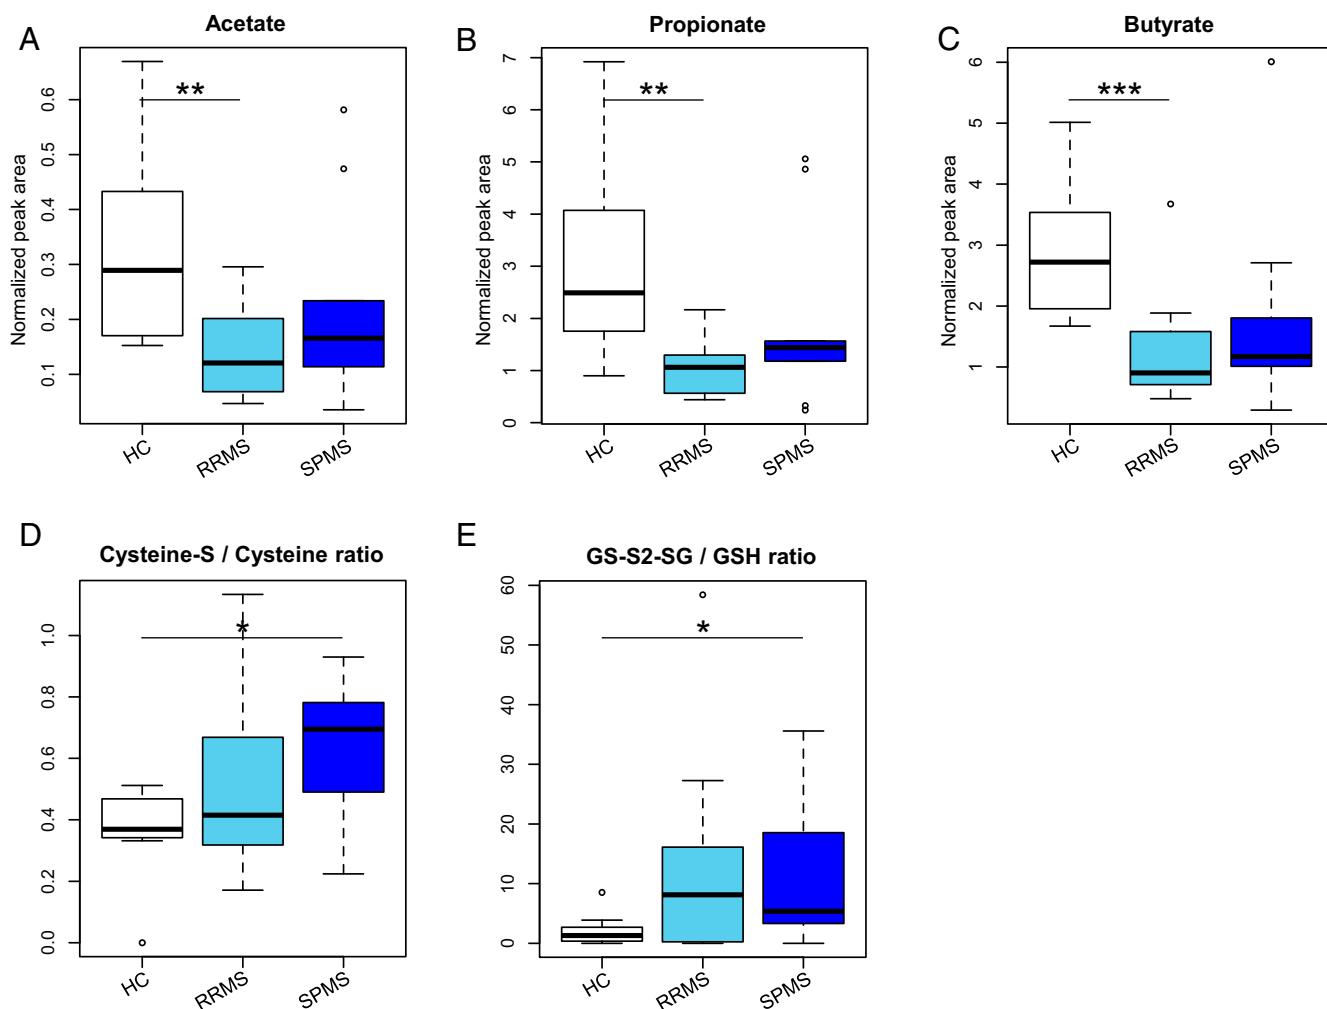 A
Acetate
Normalized peak area
0.6
0.5
0.4
0.3
0.2
0.1
**
HC
RRMS
SPMS
B
Propionate
Normalized peak area
7
6
5
4
3
2
1
0
**
HC
RRMS
SPMS
C
Butyrate
Normalized peak area
6
5
4
3
2
1
***
HC
RRMS
SPMS
D
Cysteine-S / Cysteine ratio
1.0
0.8
0.6
0.4
0.2
0.0
*
HC
RRMS
SPMS
E
GS-S2-SG / GSH ratio
60
50
40
30
20
10
0
*
HC
RRMS
SPMS